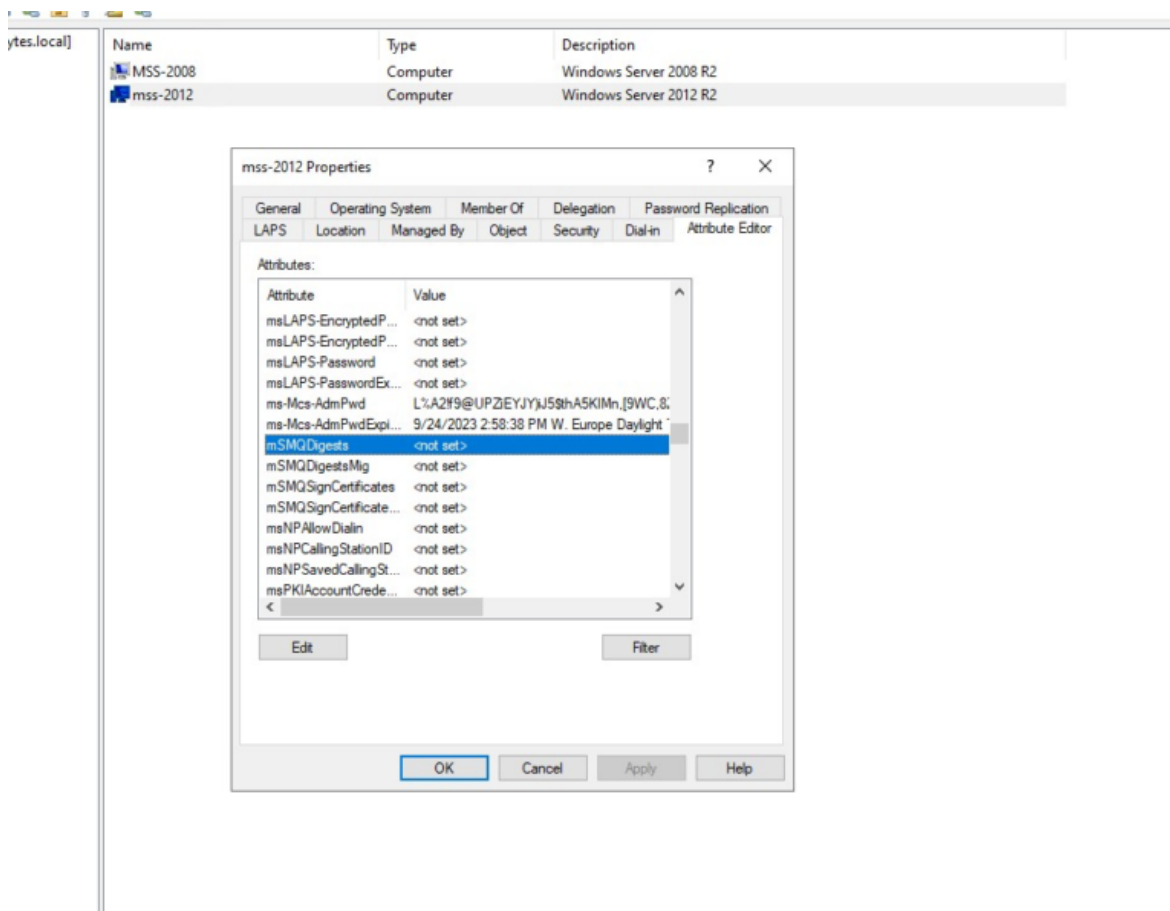 ytes.local]
Name Type Description
MSS-2008 Computer Windows Server 2008 R2
mss-2012 Computer Windows Server 2012 R2
mss-2012 Properties ? ×
General Operating System Member Of Delegation Password Replication
LAPS Location Managed By Object Security Dial-in Attribute Editor
Attributes:
Attribute Value
msLAPS-EncryptedP... <not set>
msLAPS-EncryptedP... <not set>
msLAPS-Password <not set>
msLAPS-PasswordEx... <not set>
ms-Mcs-AdmPwd
ms-Mcs-AdmPwdExpi... 9/24/2023 2:58:38 PM W. Europe Daylight
mSMQDigests <not set>
mSMQDigestsMig <not set>
mSMQSignCertificates <not set>
mSMQSignCertificate... <not set>
msNPAllowDialin <not set>
msNPCallingStationID <not set>
msNPSavedCallingSt... <not set>
msPKIAccountCrede... <not set>
Edit Filter
OK Cancel Apply Help